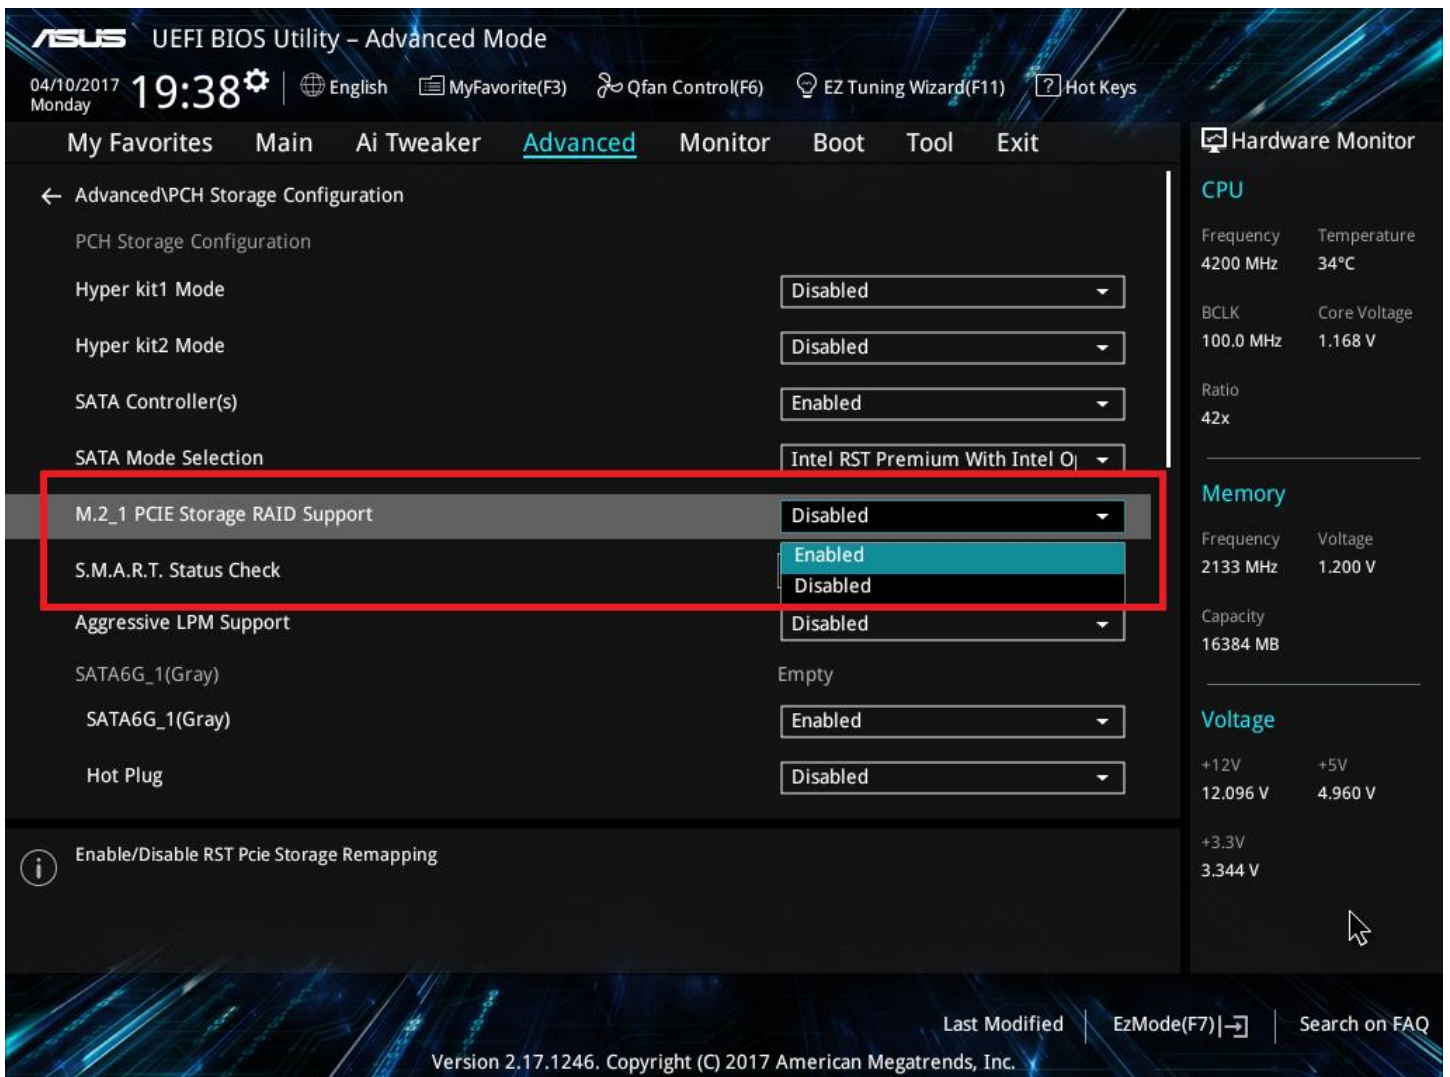 ASUS UEFI BIOS Utility – Advanced Mode
04/10/2017
Monday
19:38
English
MyFavorite(F3)
Qfan Control(F6)
EZ Tuning Wizard(F11)
? Hot Keys
My Favorites Main Ai Tweaker Advanced Monitor Boot Tool Exit
Advanced\PCH Storage Configuration
PCH Storage Configuration
Hyper kit1 Mode Disabled
Hyper kit2 Mode Disabled
SATA Controller(s) Enabled
SATA Mode Selection Intel RST Premium With Intel O
M.2_1 PCIE Storage RAID Support Disabled
Enabled
Disabled
S.M.A.R.T. Status Check
Aggressive LPM Support Disabled
SATA6G_1(Gray) Empty
SATA6G_1(Gray) Enabled
Hot Plug Disabled
Enable/Disable RST Pcie Storage Remapping
Hardware Monitor
CPU
Frequency Temperature
4200 MHz 34°C
BCLK Core Voltage
100.0 MHz 1.168 V
Ratio
42x
Memory
Frequency Voltage
2133 MHz 1.200 V
Capacity
16384 MB
Voltage
+12V +5V
12.096 V 4.960 V
+3.3V
3.344 V
Last Modified
EzMode(F7)
Search on FAQ
Version 2.17.1246. Copyright (C) 2017 American Megatrends, Inc.